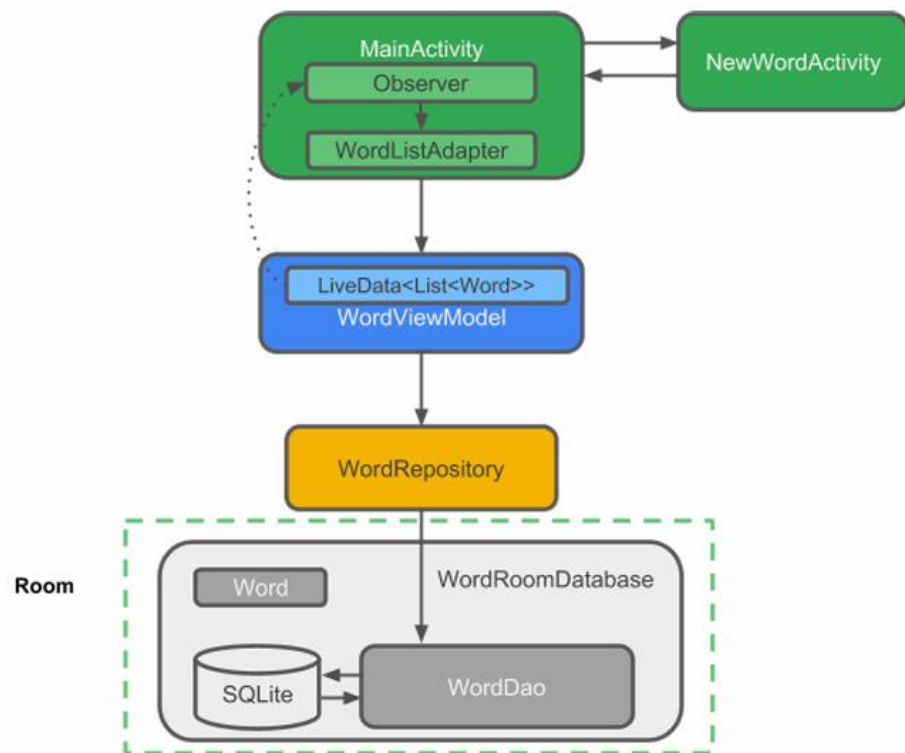 MainActivity
Observer
WordListAdapter
NewWordActivity
LiveData<List<Word>>
WordViewModel
WordRepository
Room
Word
WordRoomDatabase
SQLite
WordDao